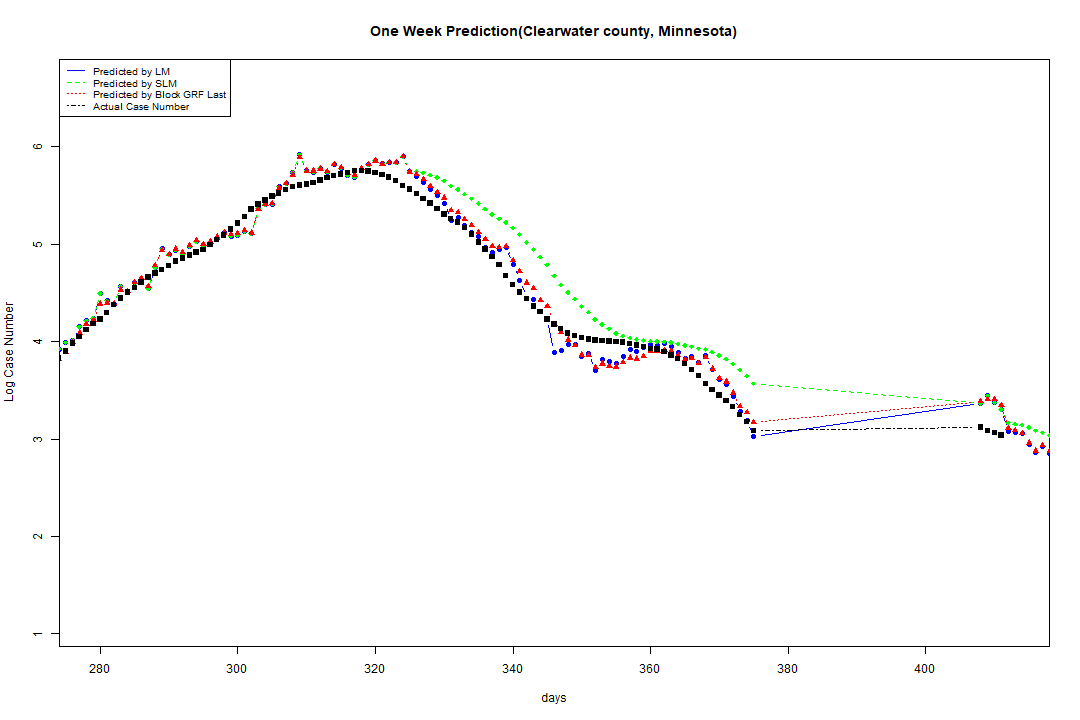 One Week Prediction(Clearwater county, Minnesota)
Predicted by LM
Predicted by SLM
Predicted by Block GRF Last
Actual Case Number
6
5
4
3
2
1
Log Case Number
280 300 320 340 360 380 400
days